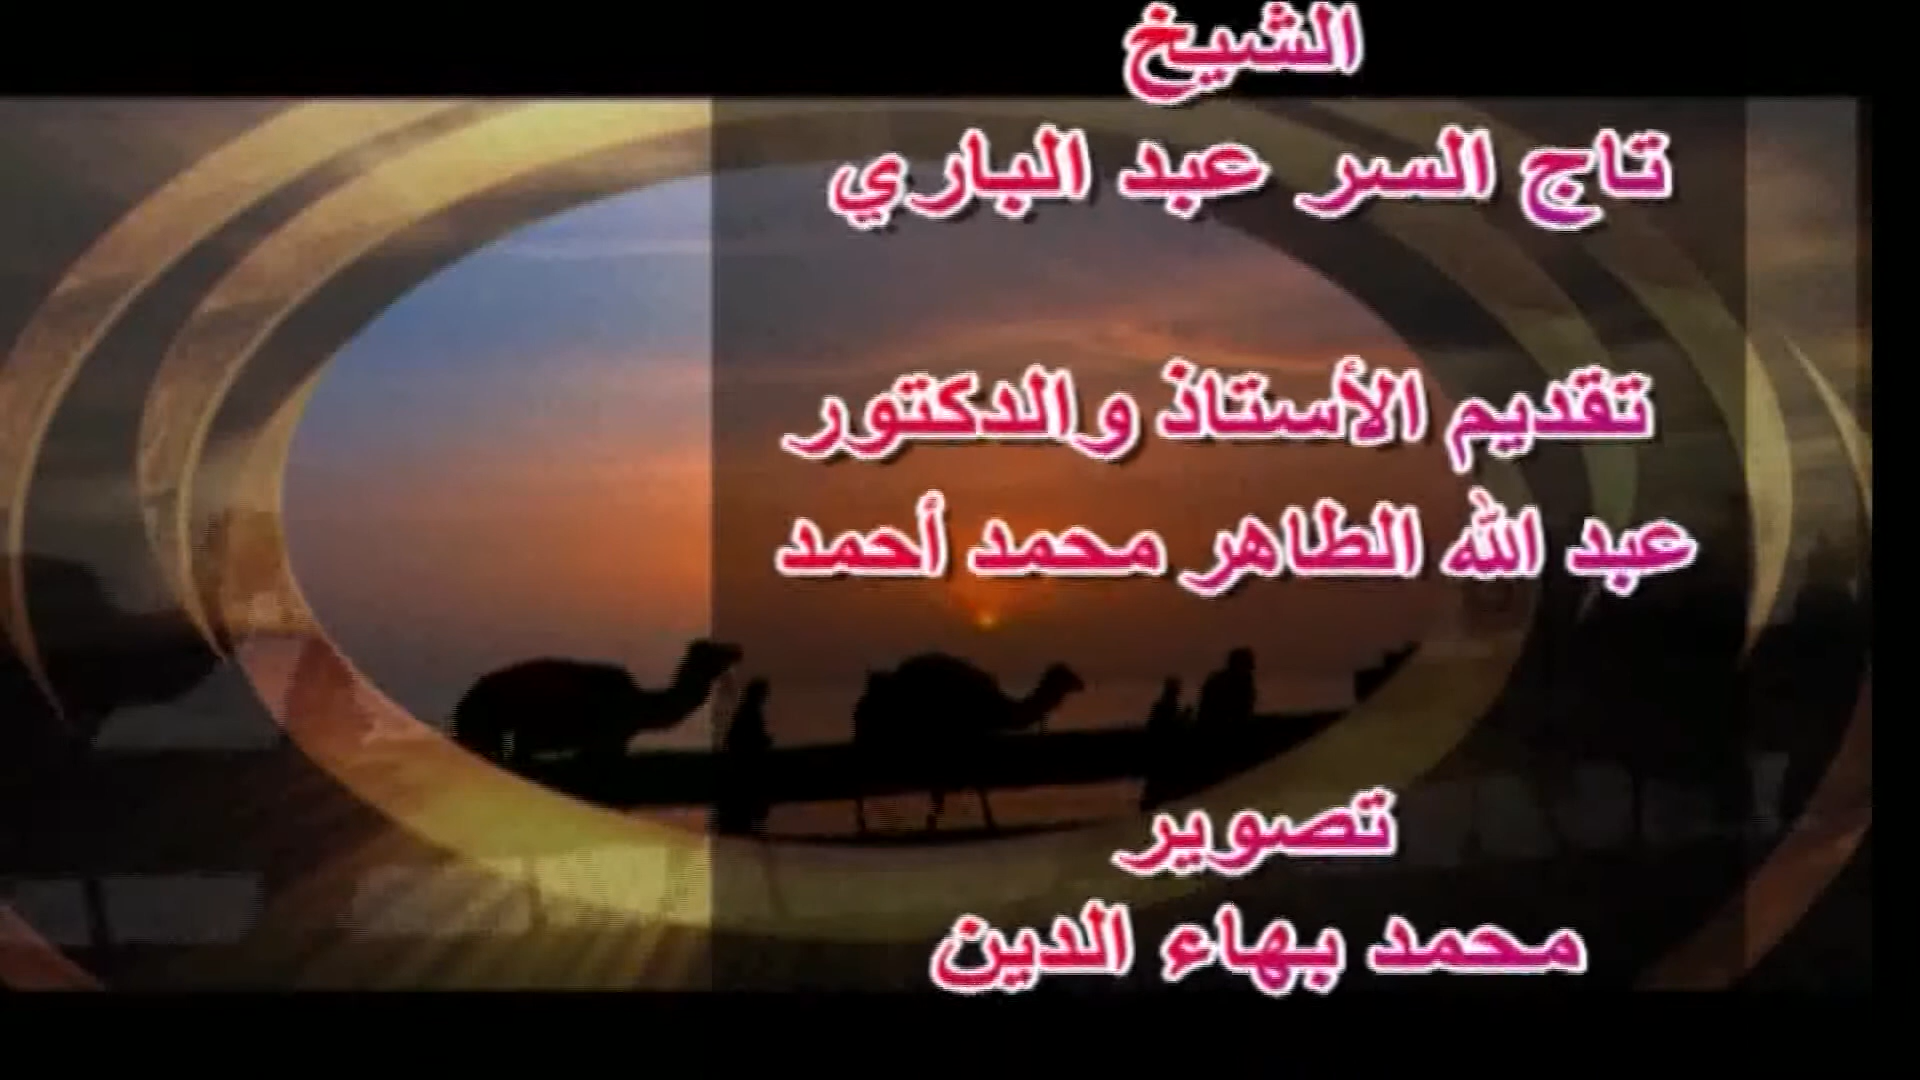 الشيخ
تاج السر عبد الباري
تقديم الأستاذ والدكتور
عبد الله الطاهر محمد أحمد
تصوير
محمد بهاء الدين